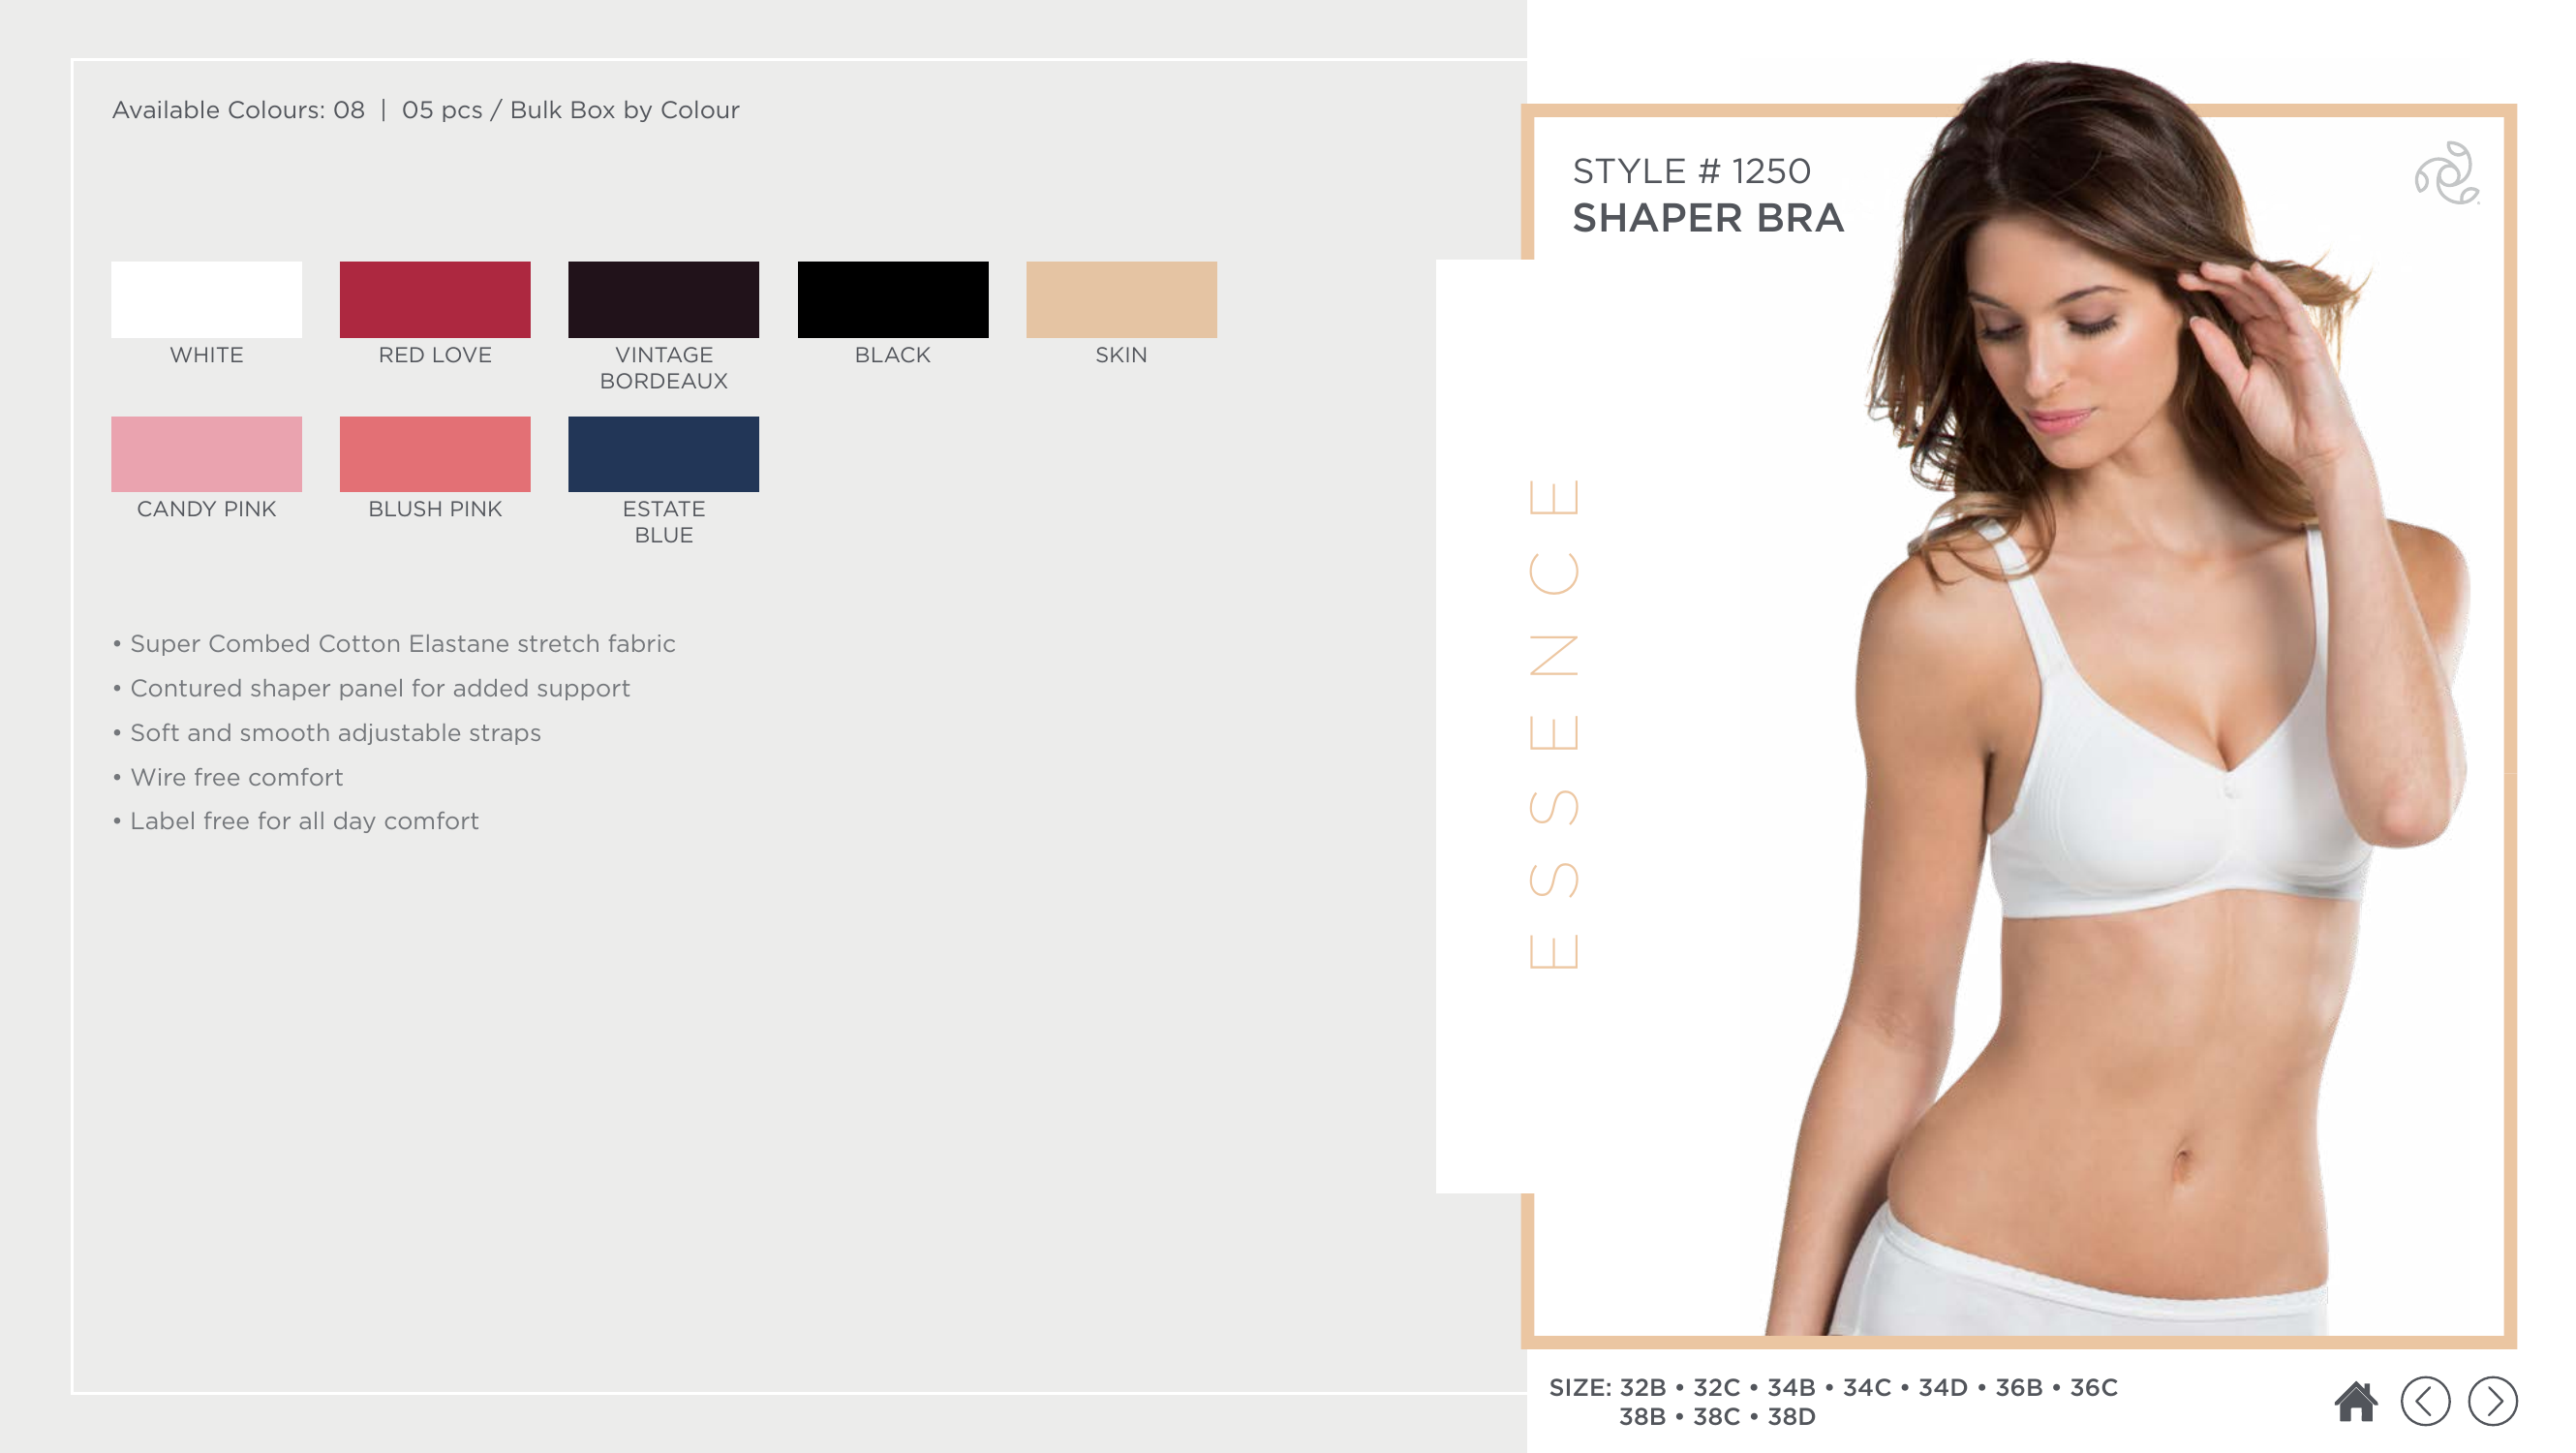 Available Colours: 08 | 05 pcs / Bulk Box by Colour
WHITE
RED LOVE
VINTAGE
BORDEAUX
BLACK
SKIN
CANDY PINK
BLUSH PINK
ESTATE
BLUE
• Super Combed Cotton Elastane stretch fabric
• Contured shaper panel for added support
• Soft and smooth adjustable straps
• Wire free comfort
• Label free for all day comfort
STYLE # 1250
SHAPER BRA
ESSENCE
SIZE: 32B • 32C • 34B • 34C • 34D • 36B • 36C
38B • 38C • 38D